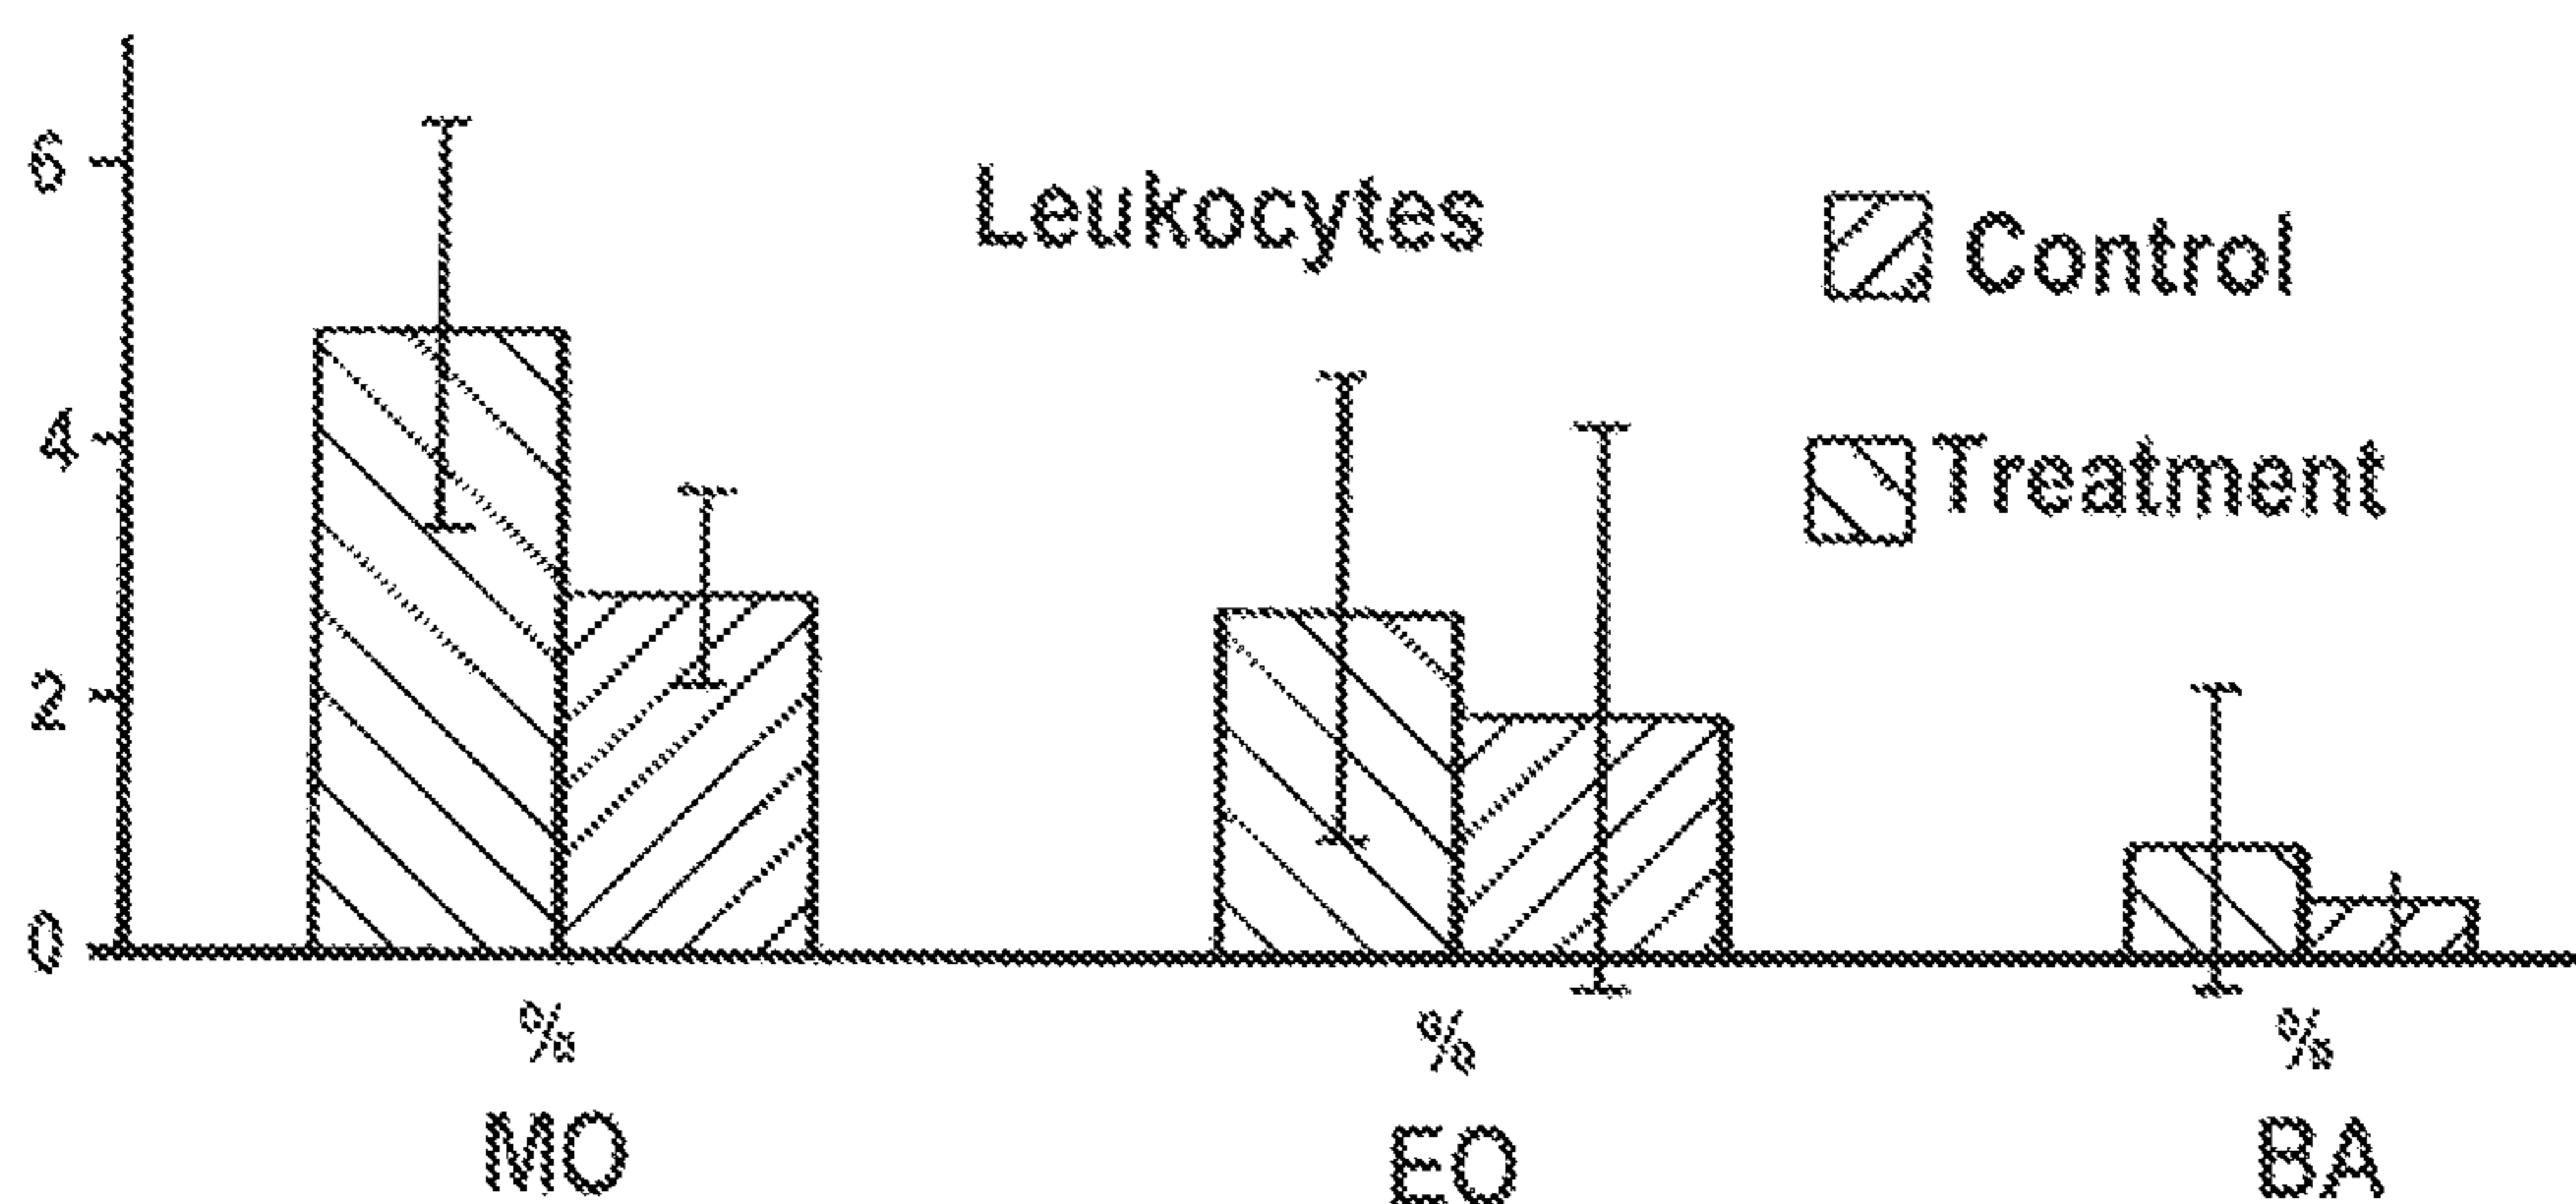 6
Leukocytes
Control
4
Treatment
2
0
% % %
MO EO BA